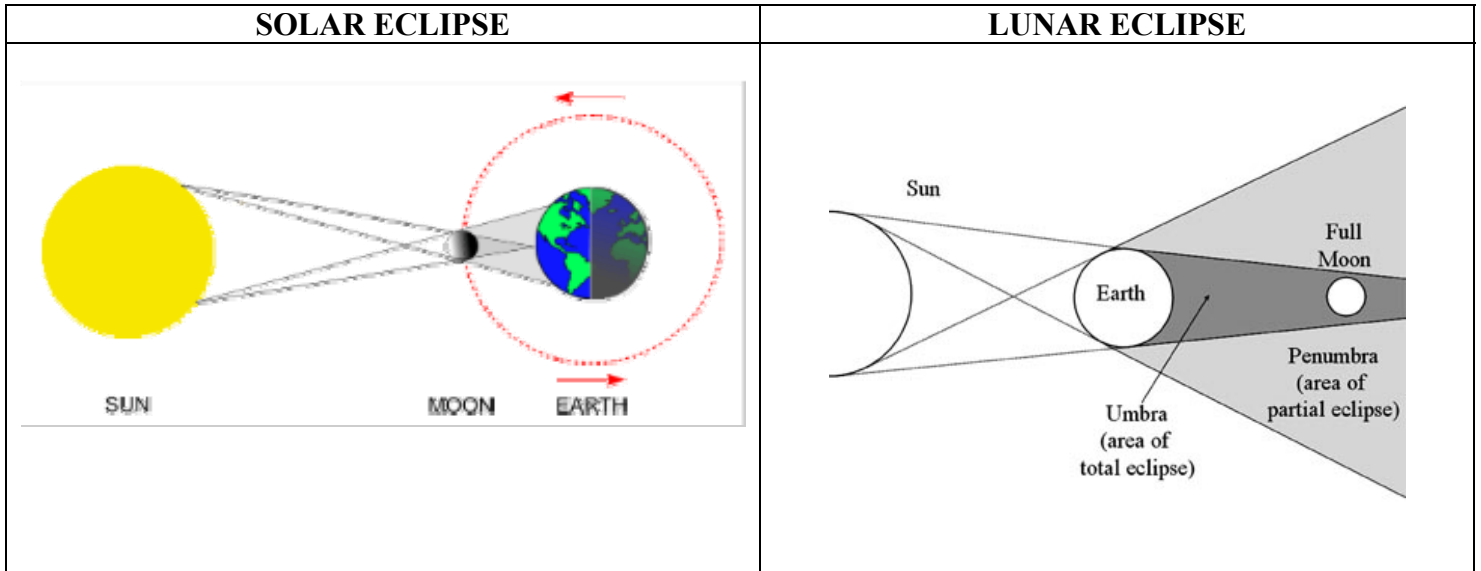 SOLAR ECLIPSE
LUNAR ECLIPSE
SUN
MOON
EARTH
Sun
Earth
Full
Moon
Penumbra
(area of
partial eclipse)
Umbra
(area of
total eclipse)